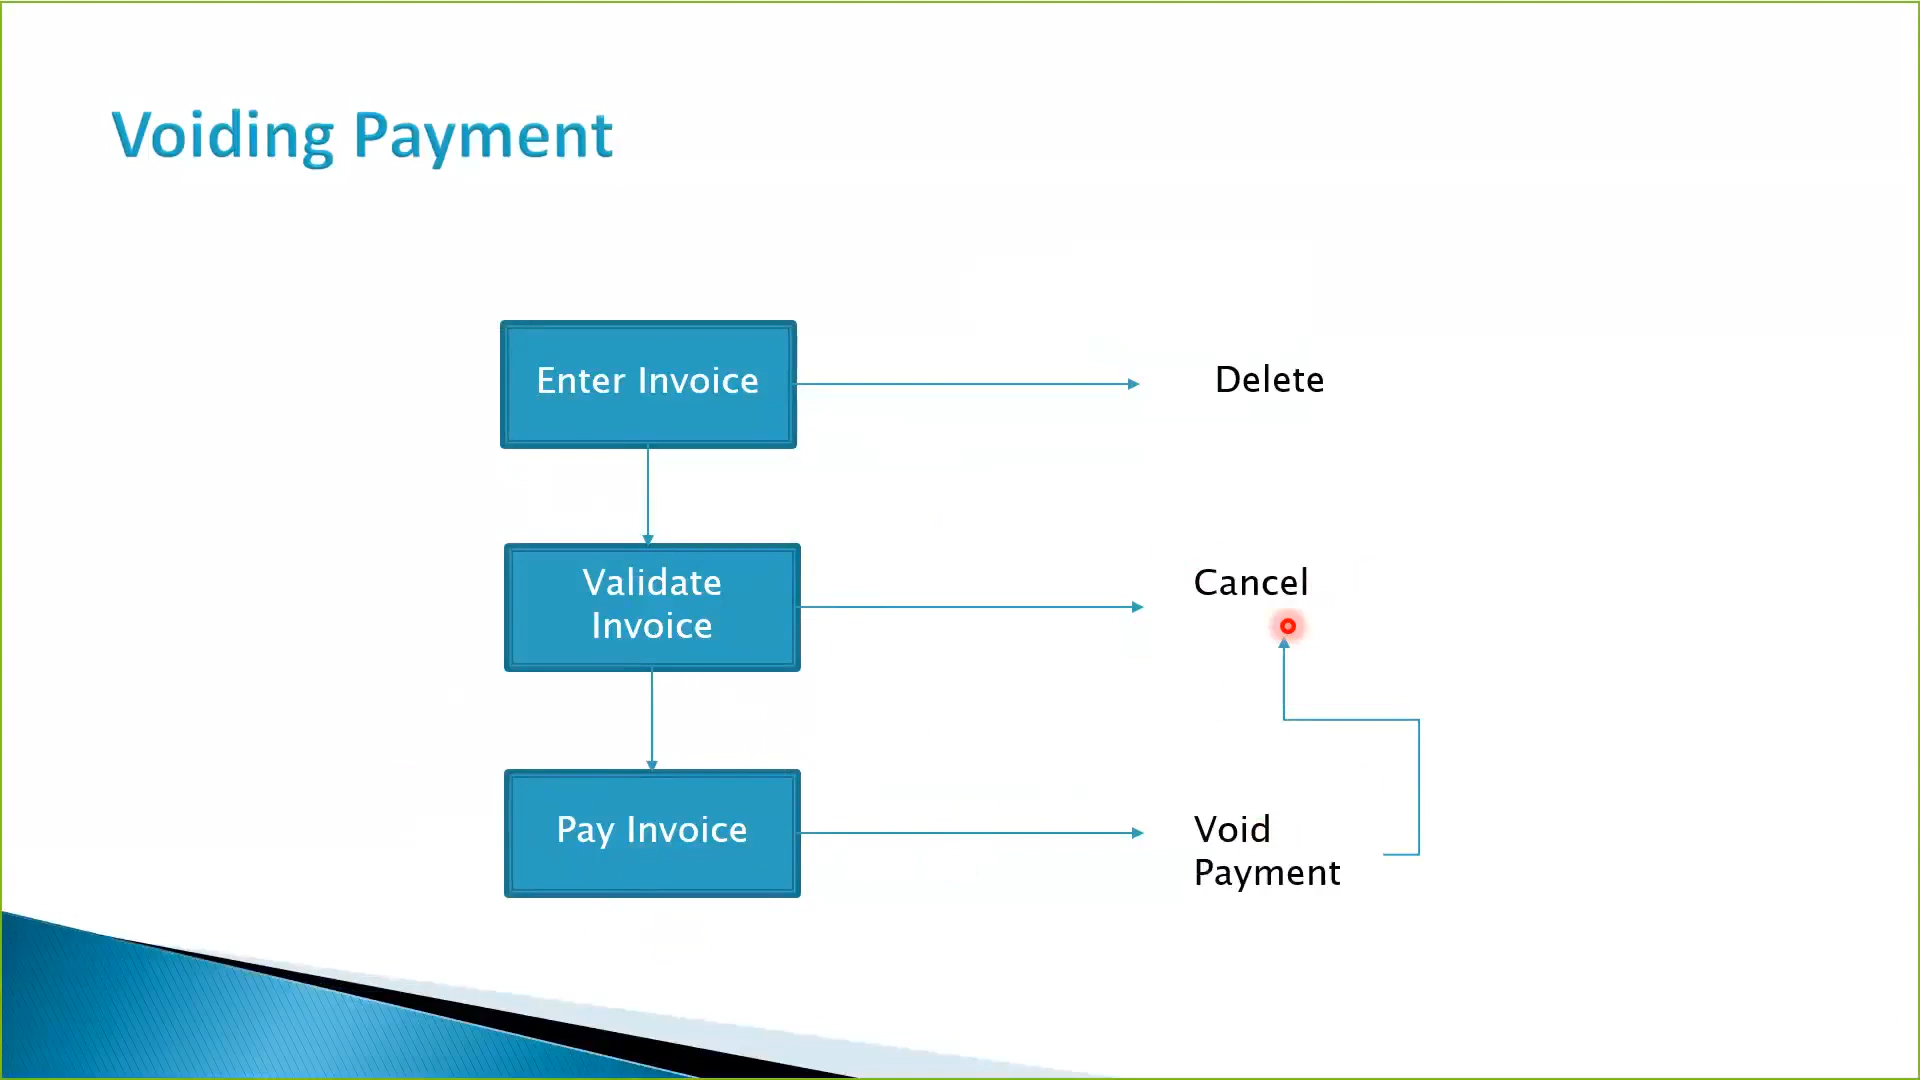 Voiding Payment
Enter Invoice
Delete
Validate
Invoice
Cancel
Pay Invoice
Void
Payment